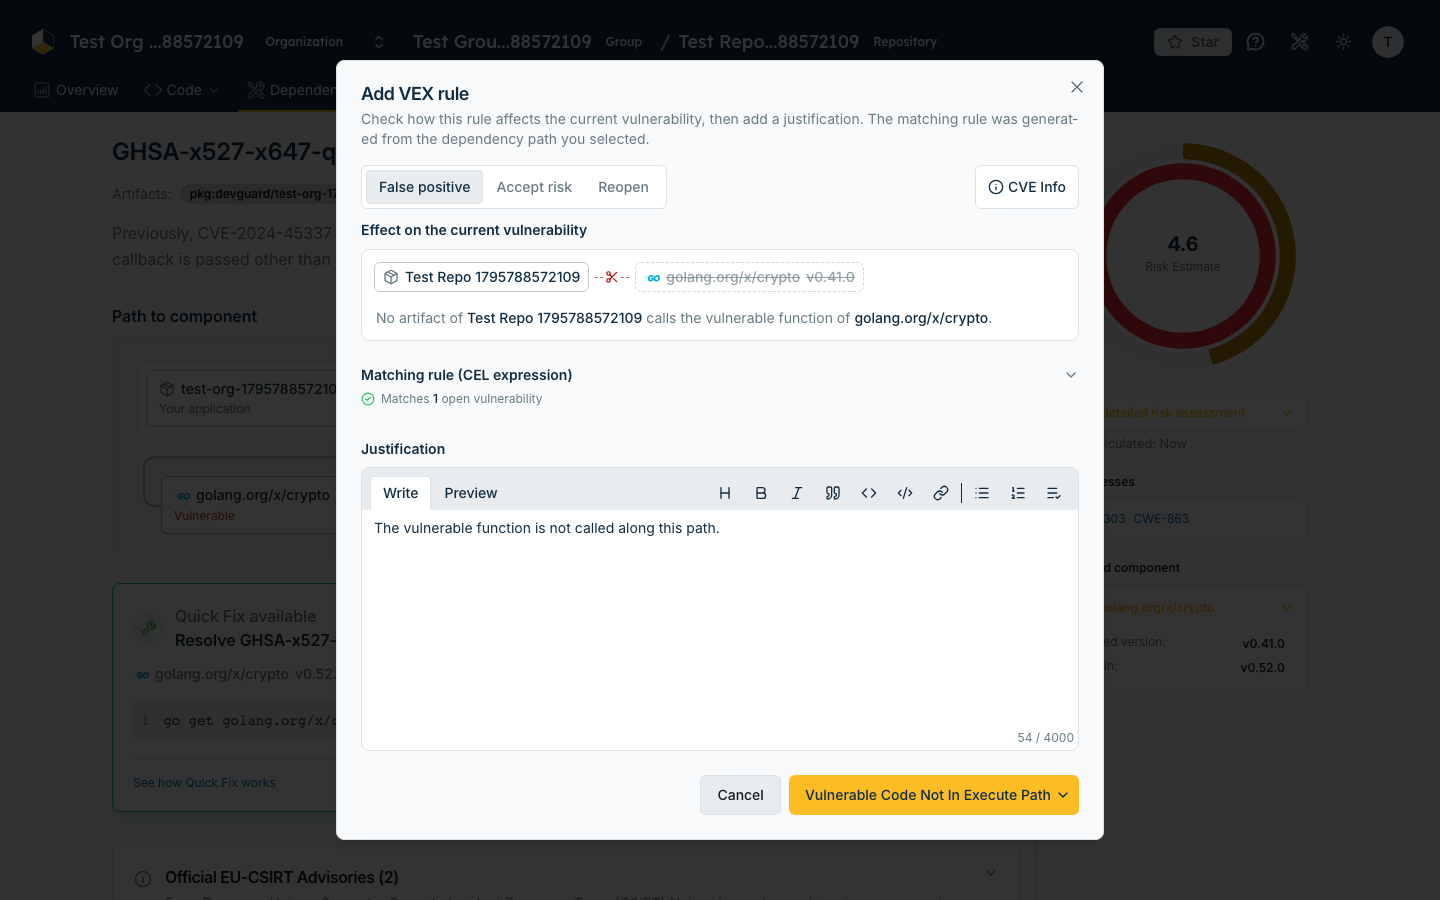 Test Org ...88572109 Organization Test Grou...88572109 Group / Test Repo...88572109 Repository Star T
Overview Code Depender
Add VEX rule
Check how this rule affects the current vulnerability, then add a justification. The matching rule was generat-
ed from the dependency path you selected.
False positive Accept risk Reopen CVE Info
Effect on the current vulnerability
Test Repo 1795788572109 golang.org/x/crypto v0.41.0
No artifact of Test Repo 1795788572109 calls the vulnerable function of golang.org/x/crypto.
Matching rule (CEL expression)
Matches 1 open vulnerability
Justification
Write Preview
The vulnerable function is not called along this path.
54 / 4000
Cancel Vulnerable Code Not In Execute Path
GHSA-x527-x647-q
Artifacts: pkg:devguard/test-org-17
Previously, CVE-2024-45337
callback is passed other than
Path to component
test-org-17957885721
Your application
golang.org/x/crypto
Vulnerable
Quick Fix available
Resolve GHSA-x527-
golang.org/x/crypto v0.52.
1 go get golang.org/x/c
See how Quick Fix works
Official EU-CSIRT Advisories (2)
4.6
Risk Estimate
detailed risk assessment
lculated: Now
esses
303 CWE-863
d component
olang.org/x/crypto
ed version: v0.41.0
in: v0.52.0